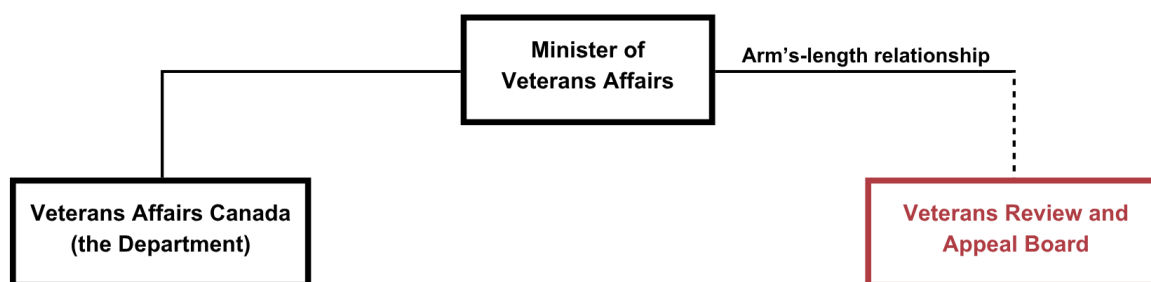 Minister of
Veterans Affairs
Arm’s-length relationship
Veterans Affairs Canada
(the Department)
Veterans Review and
Appeal Board